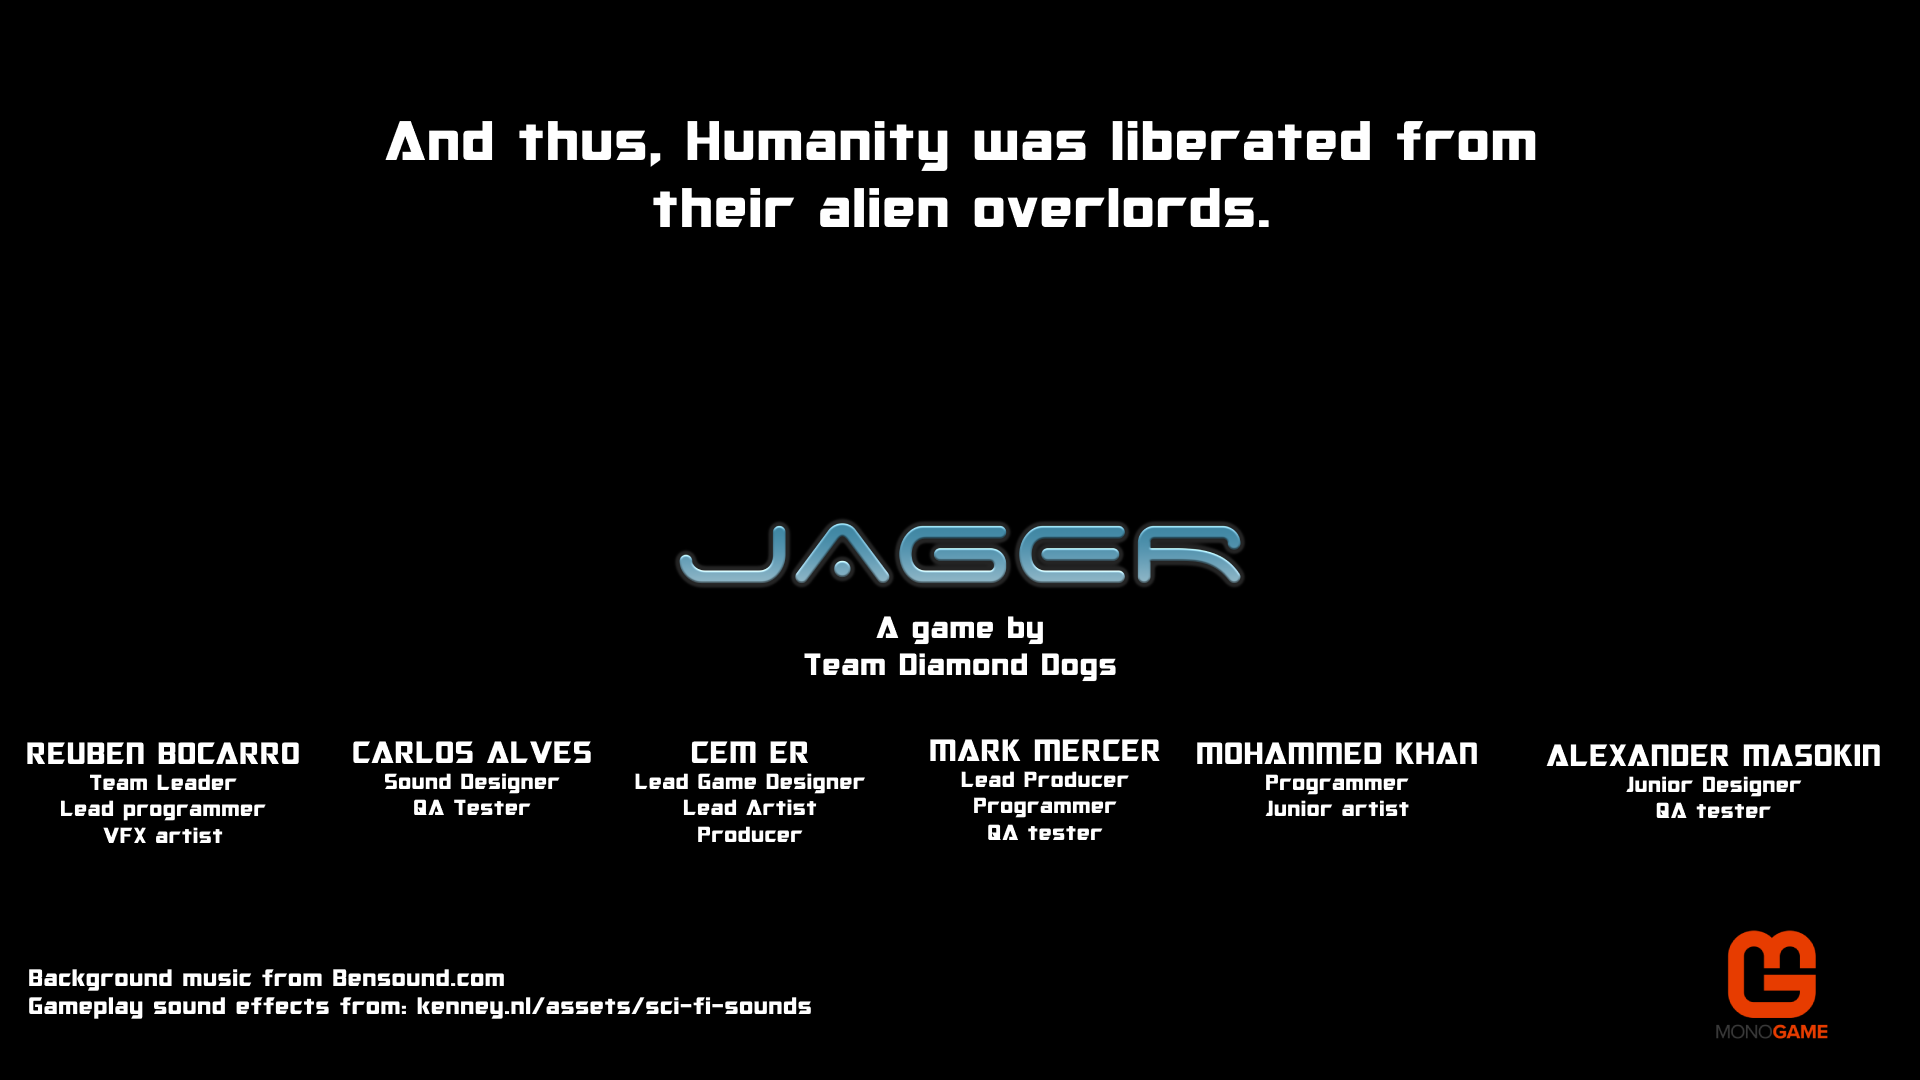 And thus, Humanity was liberated from
their alien overlords.
JAGER
A game by
Team Diamond Dogs
REUBEN BOCARRO
Team Leader
Lead programmer
VFX artist
CARLOS ALVES
Sound Designer
QA Tester
CEM ER
Lead Game Designer
Lead Artist
Producer
MARK MERCER
Lead Producer
Programmer
QA tester
MOHAMMED KHAN
Programmer
Junior artist
ALEXANDER MASOKIN
Junior Designer
QA tester
Background music from Bensound.com
Gameplay sound effects from: kenney.nl/assets/sci-fi-sounds
MONOGAME